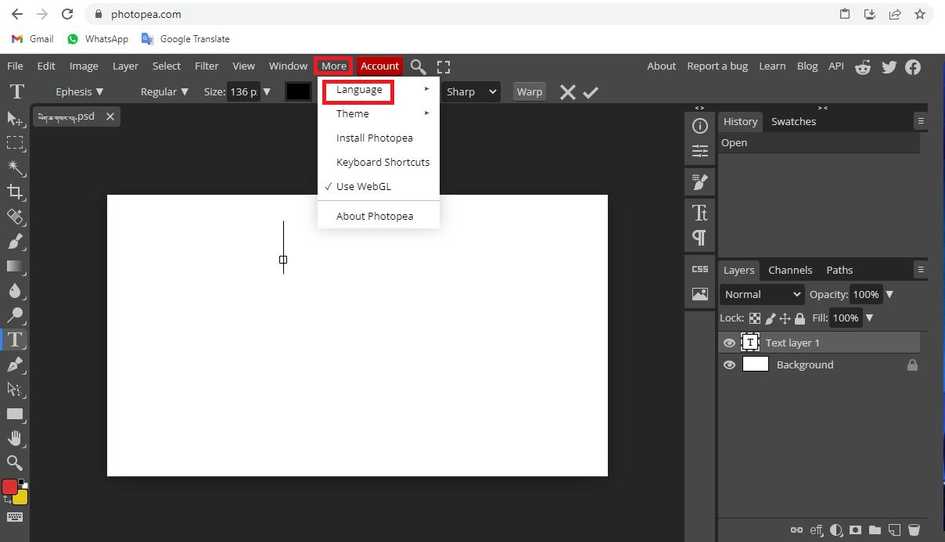 photopea.com
Gmail WhatsApp Google Translate
File Edit Image Layer Select Filter View Window More Account About Report a bug Learn Blog API
T Ephesis ▼ Regular ▼ Size: 136 p ▼ Sharp Warp
Language
Theme
Install Photopea
Keyboard Shortcuts
✓ Use WebGL
About Photopea
.psd
< > > <
History Swatches
Open
CSS
Layers Channels Paths
Normal Opacity: 100% ▼
Lock: Fill: 100% ▼
T Text layer 1
Background
eff